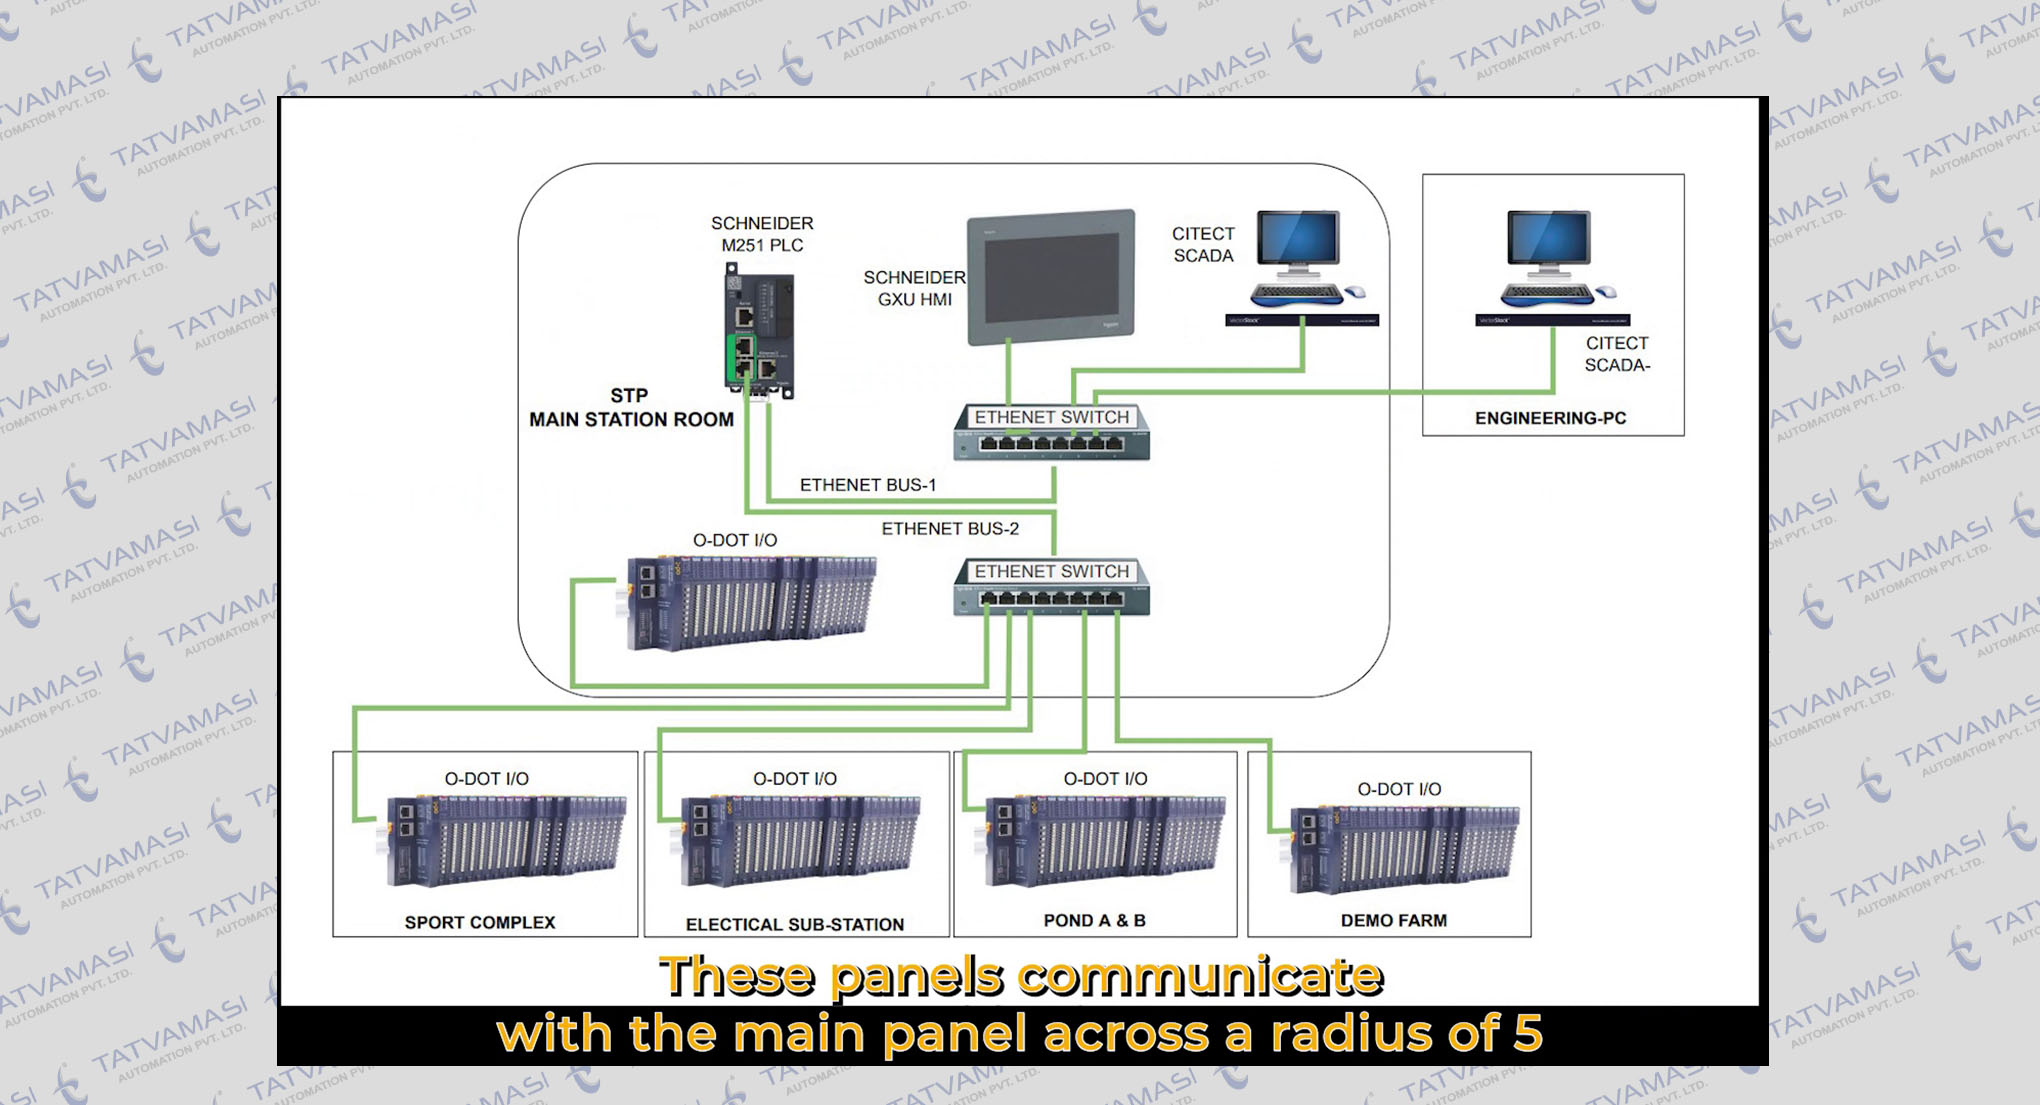 TATVAMASI
AUTOMATION PVT. LTD.
SCHNEIDER
M251 PLC
SCHNEIDER
GXU HMI
CITECT
SCADA
CITECT
SCADA-
ENGINEERING-PC
STP
MAIN STATION ROOM
ETHENET SWITCH
ETHENET BUS-1
ETHENET BUS-2
O-DOT I/O
ETHENET SWITCH
O-DOT I/O
SPORT COMPLEX
O-DOT I/O
ELECTICAL SUB-STATION
O-DOT I/O
POND A & B
O-DOT I/O
DEMO FARM
These panels communicate
with the main panel across a radius of 5